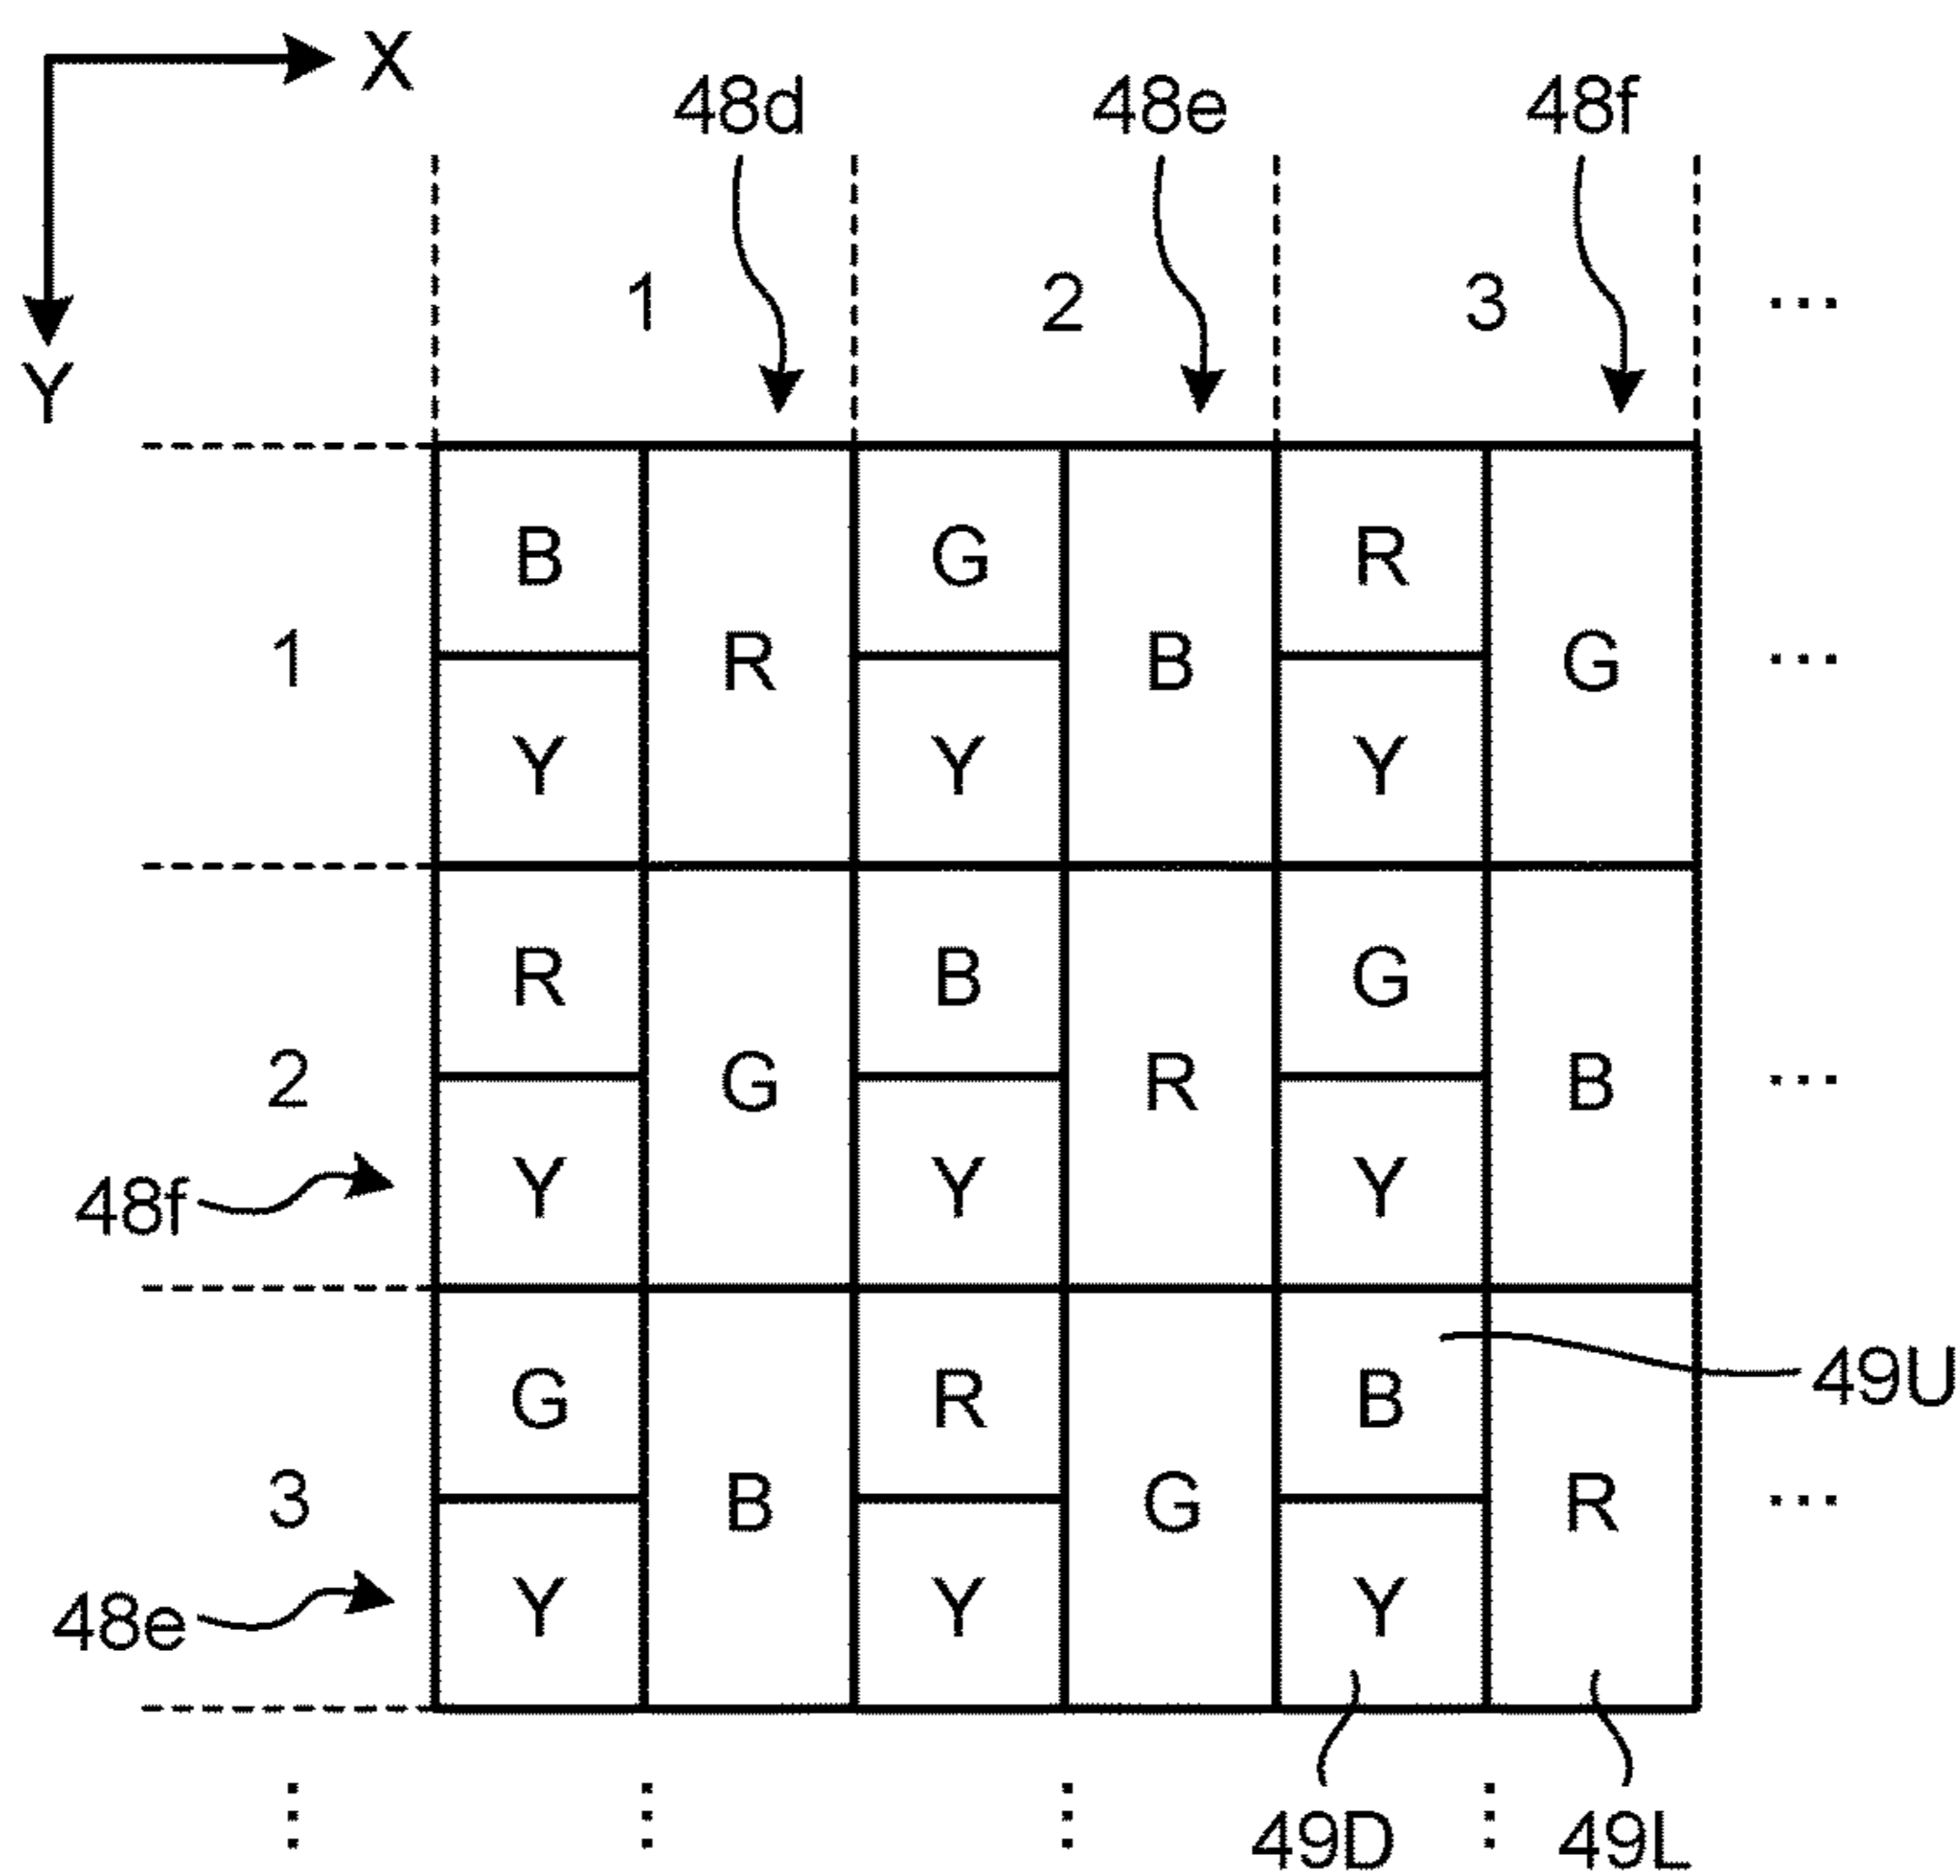 X
48d 48e 48f
1 2 3 ...
Y
B G R
1 R B G ...
Y Y Y
R B G
2 G R B ...
48f Y Y Y
G R B 49U
3 B G R ...
48e Y Y Y
49D 49L